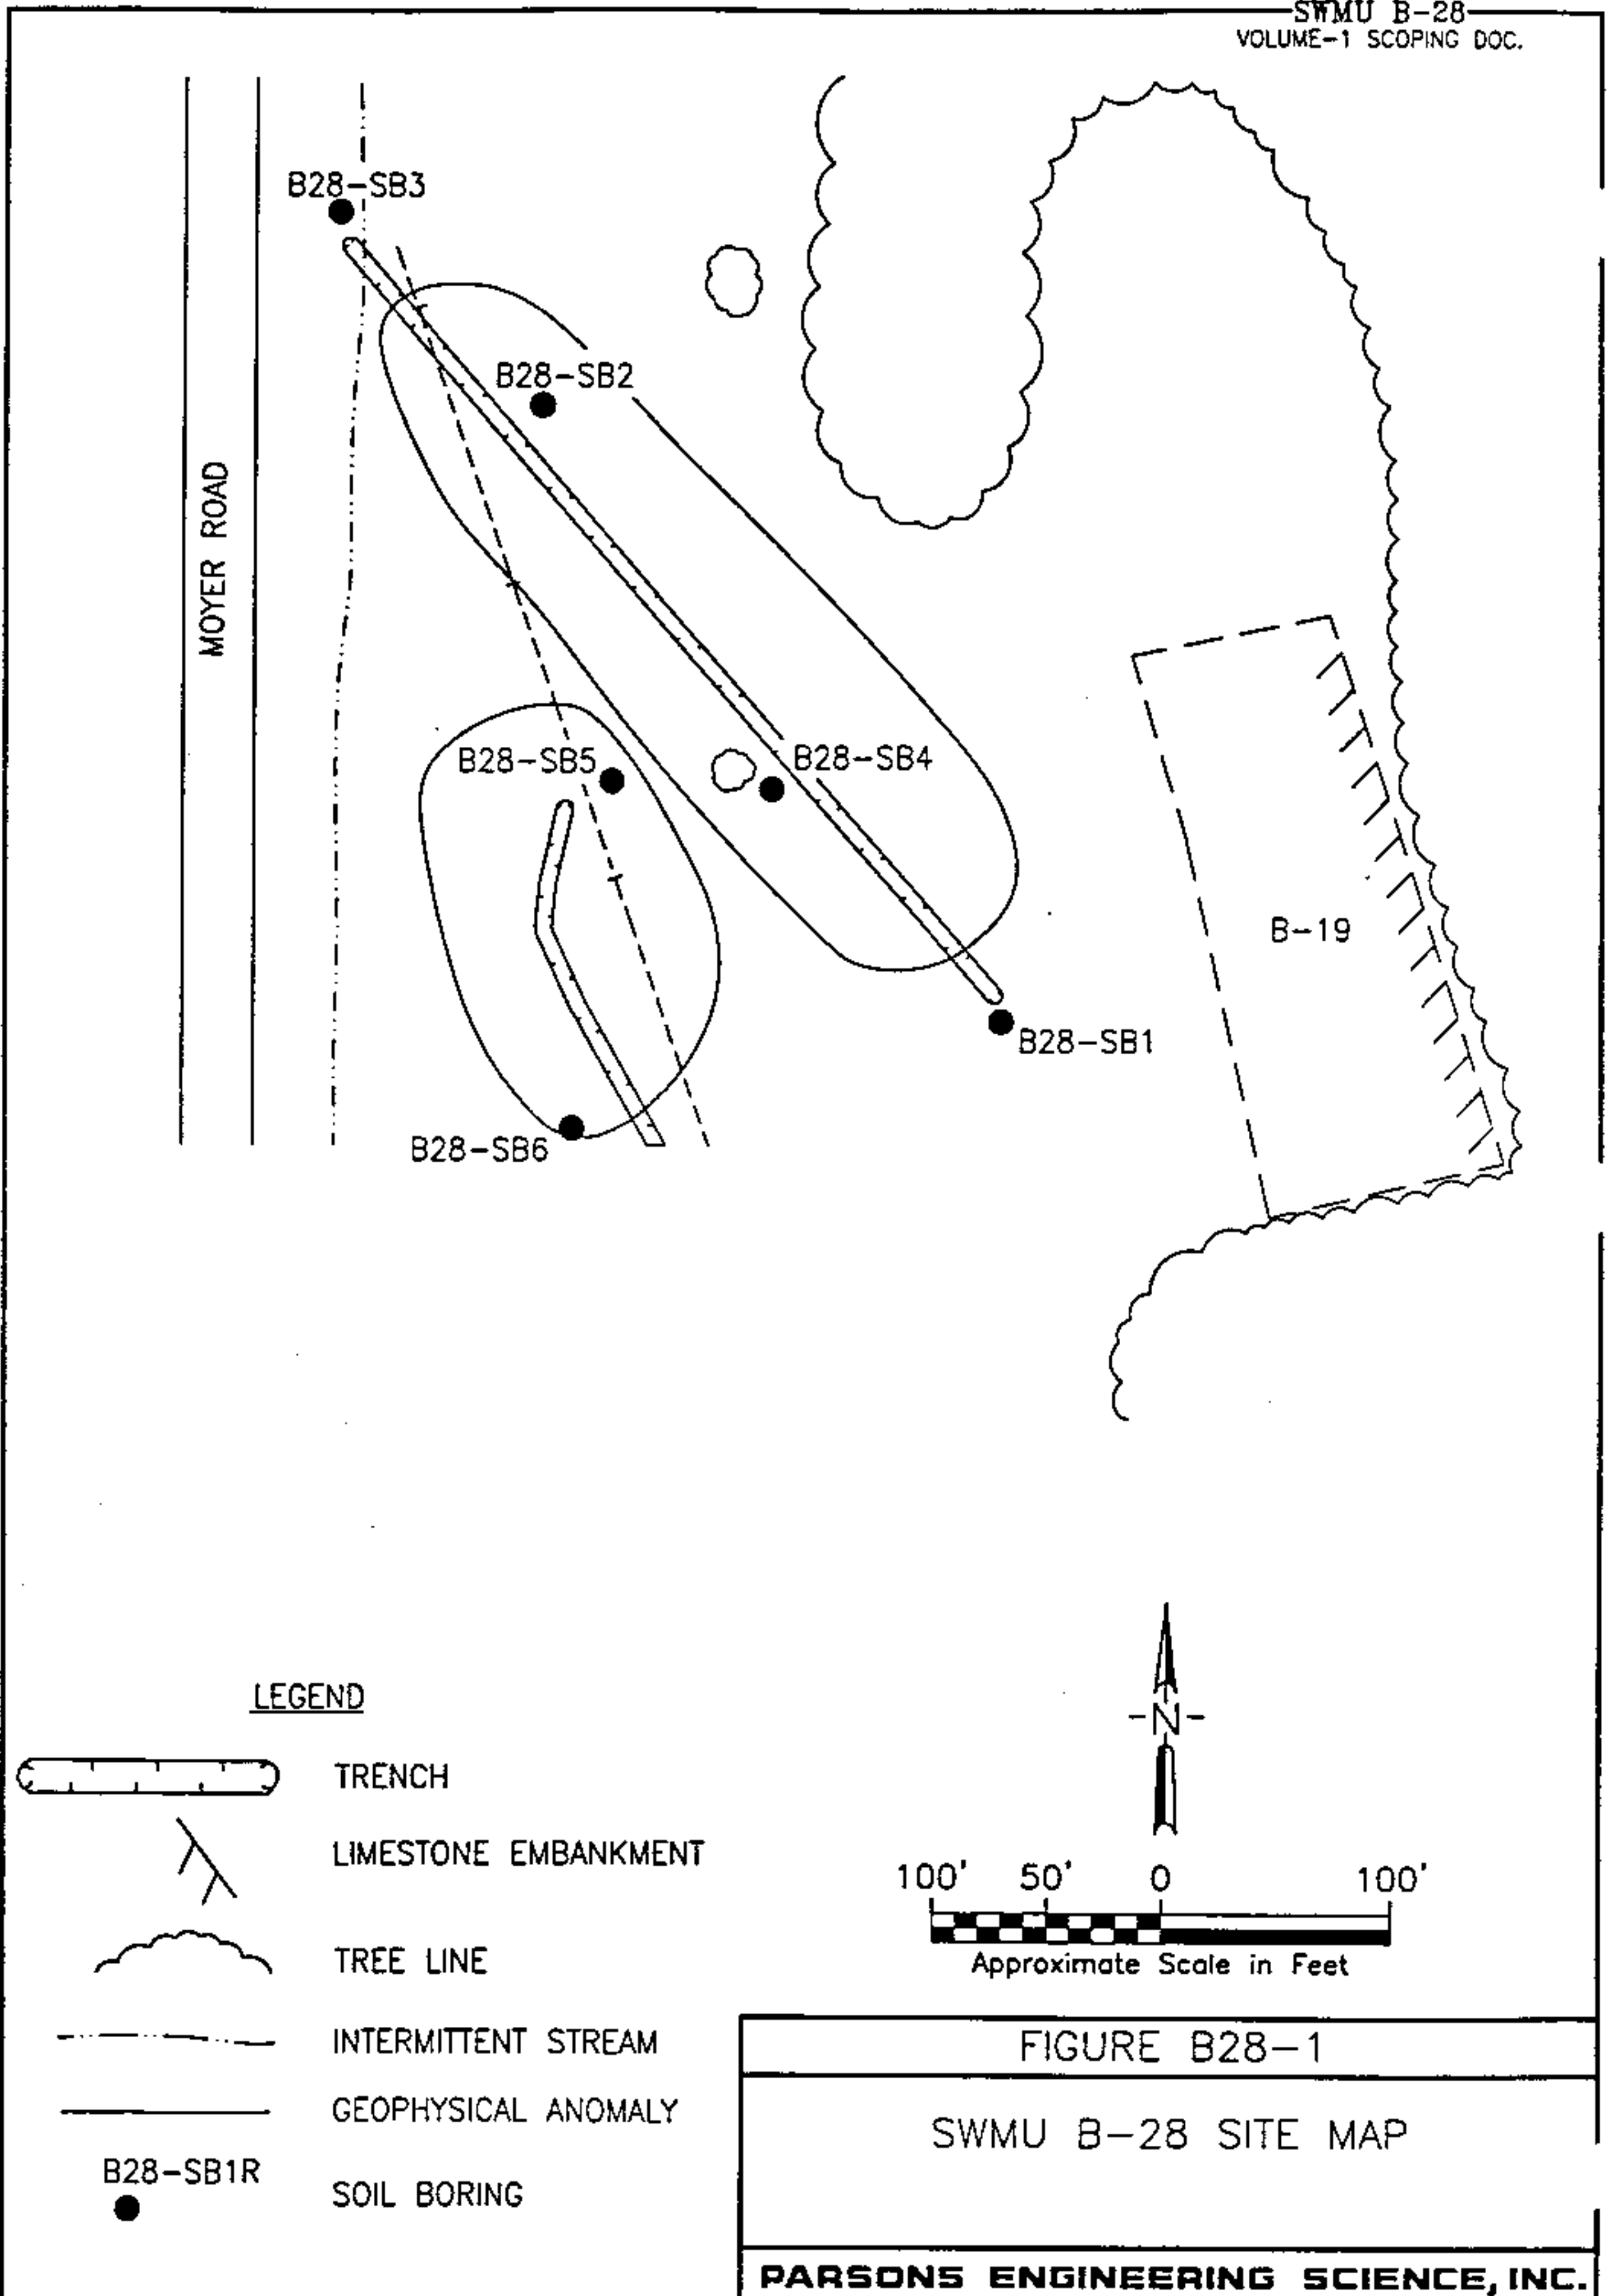 SWMU B-28
VOLUME-1 SCOPING DOC.
B28-SB3
B28-SB2
MOYER ROAD
B28-SB5
B28-SB4
B-19
B28-SB1
B28-SB6
LEGEND
TRENCH
LIMESTONE EMBANKMENT
TREE LINE
INTERMITTENT STREAM
GEOPHYSICAL ANOMALY
B28-SB1R
SOIL BORING
-N-
100' 50' 0 100'
Approximate Scale in Feet
FIGURE B28-1
SWMU B-28 SITE MAP
PARSONS ENGINEERING SCIENCE, INC.